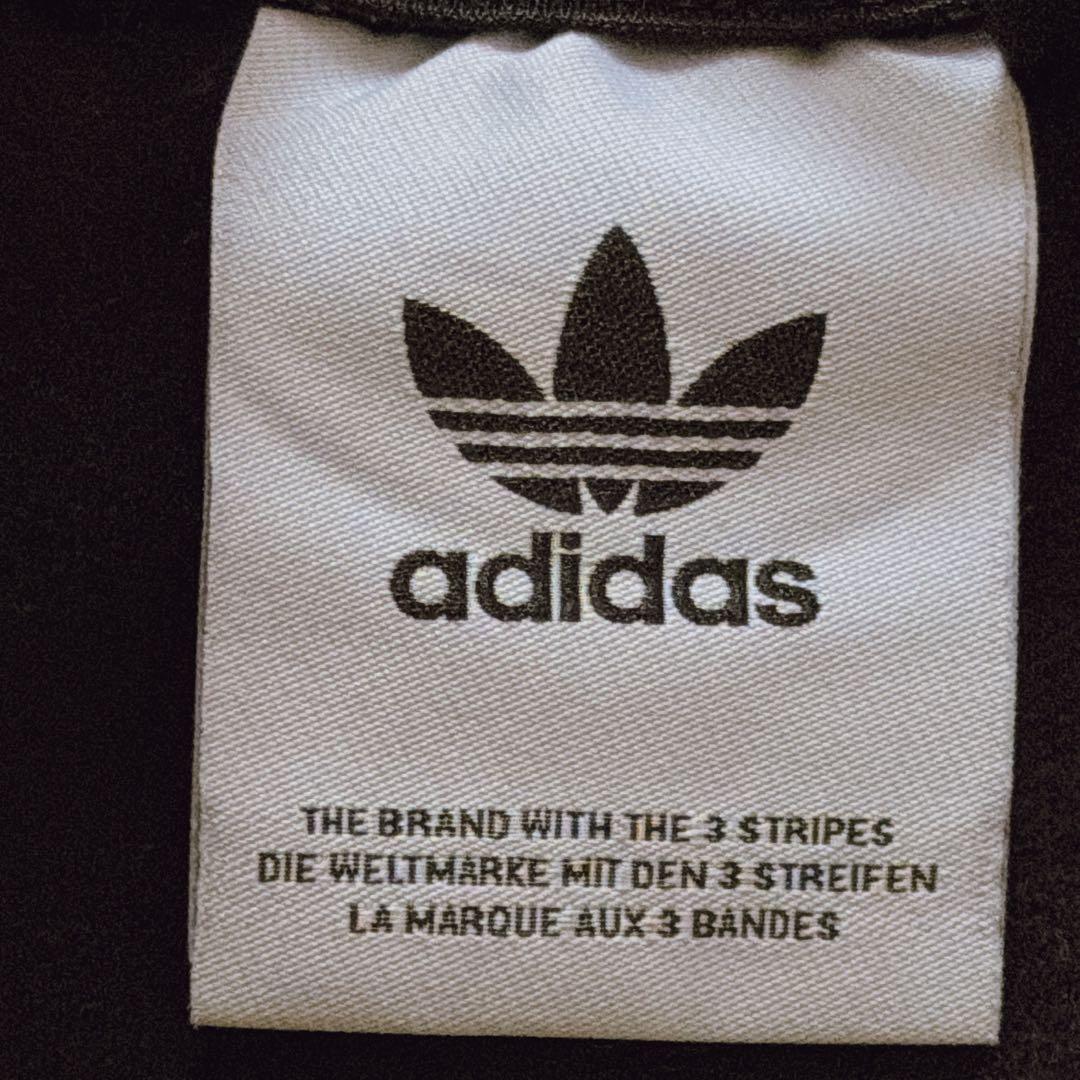 adidas
THE BRAND WITH THE 3 STRIPES
DIE WELTMARKE MIT DEN 3 STREIFEN
LA MARQUE AUX 3 BANDES